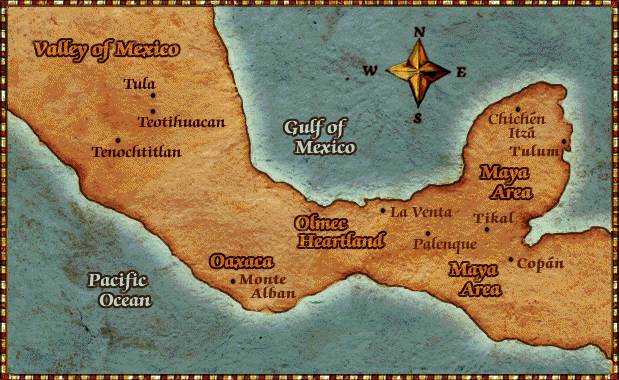 Valley of Mexico
Tula
Teotihuacan
Tenochtitlan
N
W E
S
Gulf of
Mexico
Chichén
Itzá
Tulum
Maya
Area
La Venta
Olmec
Heartland
Tikal
Palenque
Oaxaca
Monte
Alban
Maya
Area
Copán
Pacific
Ocean